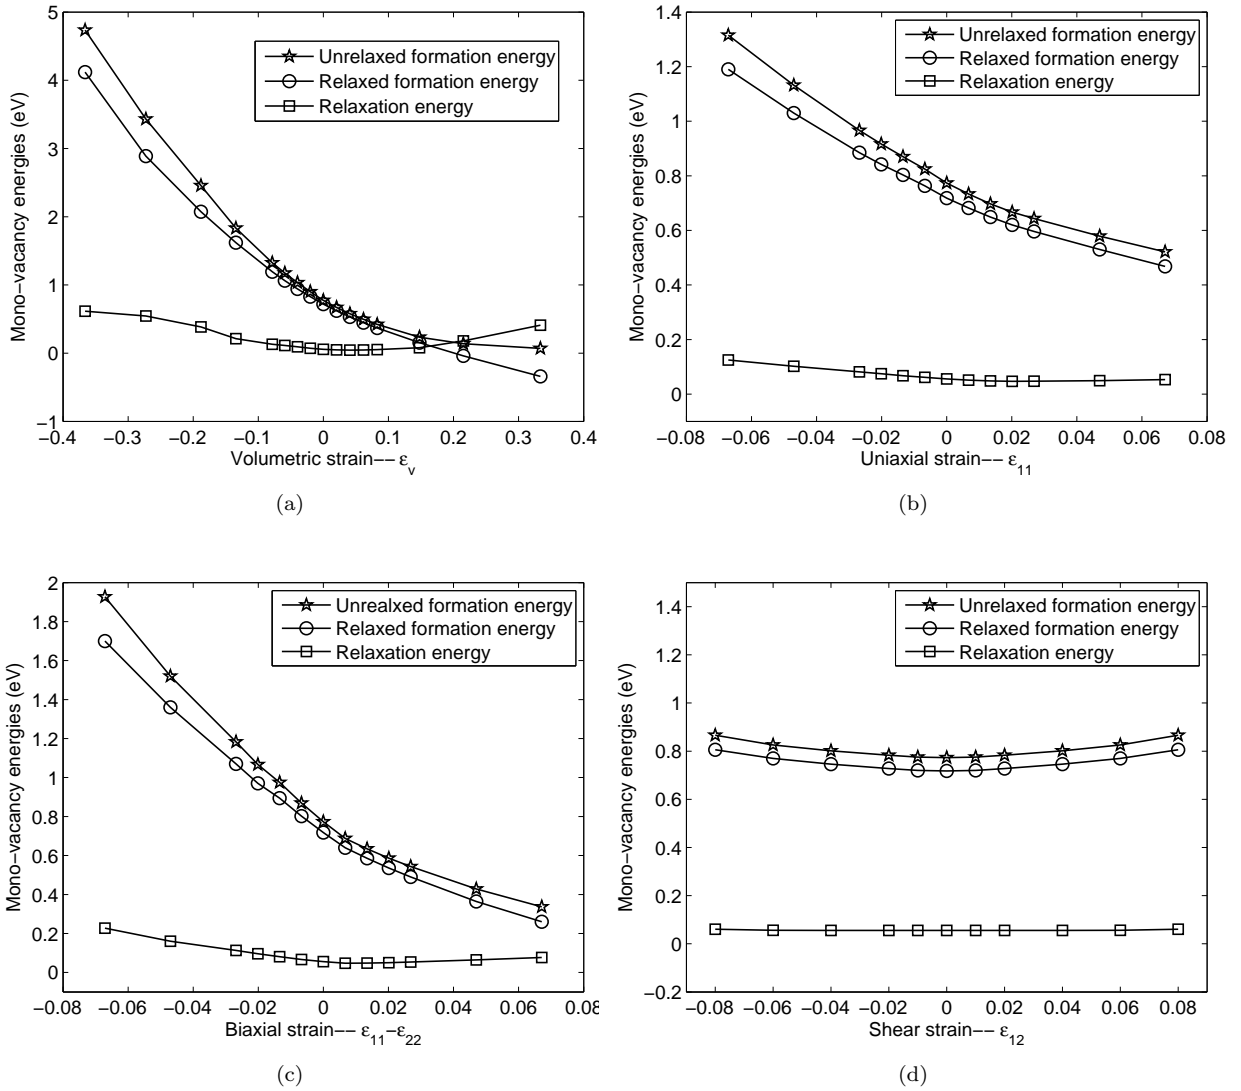 5
4
3
2
1
0
−1
−0.4 −0.3 −0.2 −0.1 0 0.1 0.2 0.3 0.4
Mono−vacancy energies (eV)
Volumetric strain−− ε_v
Unrelaxed formation energy
Relaxed formation energy
Relaxation energy
(a)
1.4
1.2
1
0.8
0.6
0.4
0.2
0
−0.08 −0.06 −0.04 −0.02 0 0.02 0.04 0.06 0.08
Mono−vacancy energies (eV)
Uniaxial strain−− ε_11
Unrelaxed formation energy
Relaxed formation energy
Relaxation energy
(b)
2
1.8
1.6
1.4
1.2
1
0.8
0.6
0.4
0.2
0
−0.08 −0.06 −0.04 −0.02 0 0.02 0.04 0.06 0.08
Mono−vacancy energies (eV)
Biaxial strain−− ε_11−ε_22
Unrealxed formation energy
Relaxed formation energy
Relaxation energy
(c)
1.4
1.2
1
0.8
0.6
0.4
0.2
0
−0.2
−0.08 −0.06 −0.04 −0.02 0 0.02 0.04 0.06 0.08
Mono−vacancy energies (eV)
Shear strain−− ε_12
Unrelaxed formation energy
Relaxed formation energy
Relaxation energy
(d)